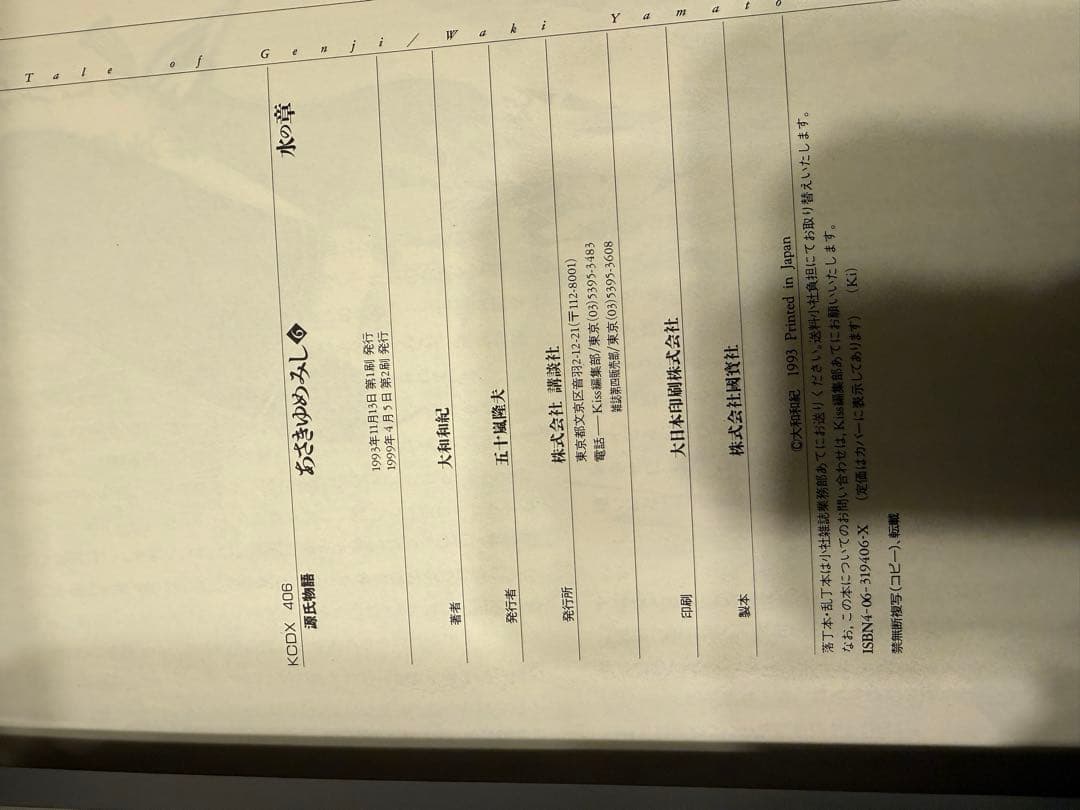 Tale of Genji/Waki Yamato
KCDX 406
源氏物語 あさきゆめみし6 水の章
1993年11月13日 第1刷 発行
1999年4月5日 第2刷 発行
著者 大和和紀
発行者 五十嵐隆夫
発行所 株式会社 講談社
東京都文京区音羽2-12-21(〒112-8001)
電話── Kiss編集部/東京(03)5395-3483
雑誌第四販売部/東京(03)5395-3608
印刷 大日本印刷株式会社
製本 株式会社國寳社
©大和和紀 1993 Printed in Japan
落丁本・乱丁本は小社雑誌業務部あてにお送りください。送料小社負担にてお取り替えいたします。
なお、この本についてのお問い合わせは、Kiss編集部あてにお願いいたします。
ISBN4-06-319406-X (定価はカバーに表示してあります) (Ki)
禁無断複写(コピー)、転載